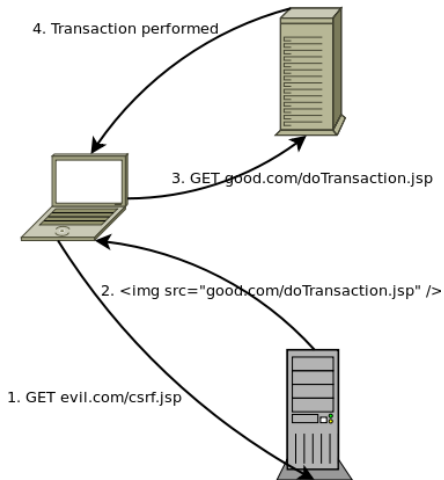 4. Transaction performed
3. GET good.com/doTransaction.jsp
2. <img src="good.com/doTransaction.jsp" />
1. GET evil.com/csrf.jsp